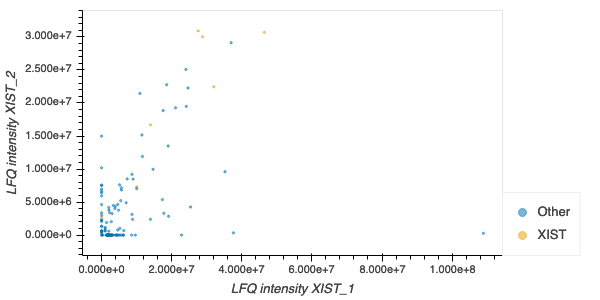 3.000e+7
2.500e+7
2.000e+7
1.500e+7
1.000e+7
5.000e+6
0.000e+0
LFQ intensity XIST_2
0.000e+0 2.000e+7 4.000e+7 6.000e+7 8.000e+7 1.000e+8
LFQ intensity XIST_1
Other
XIST